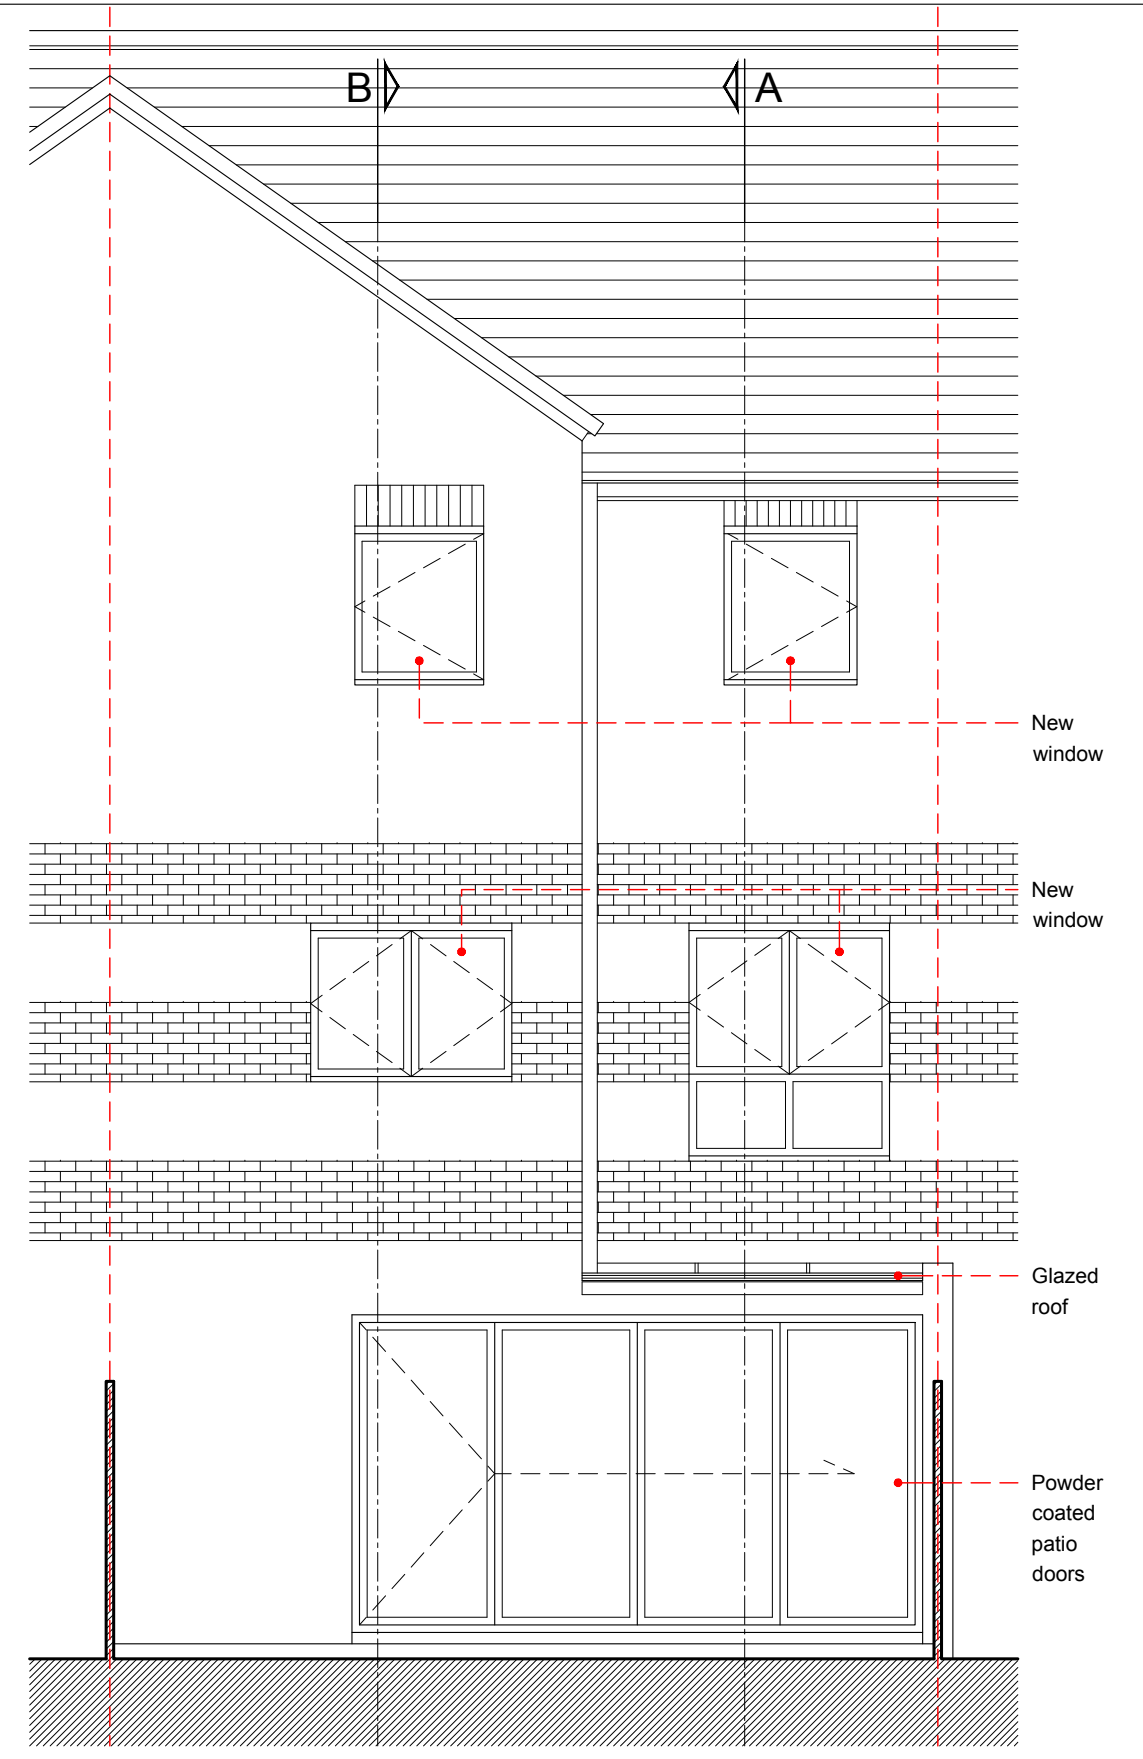 B A
New
window
New
window
Glazed
roof
Powder
coated
patio
doors